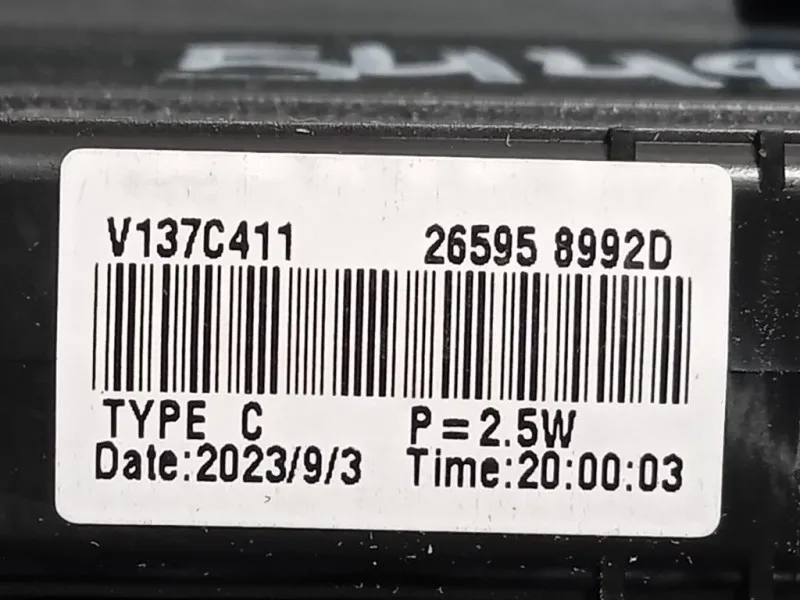 V137C411 26595 8992D
TYPE C P=2.5W
Date:2023/9/3 Time:20:00:03